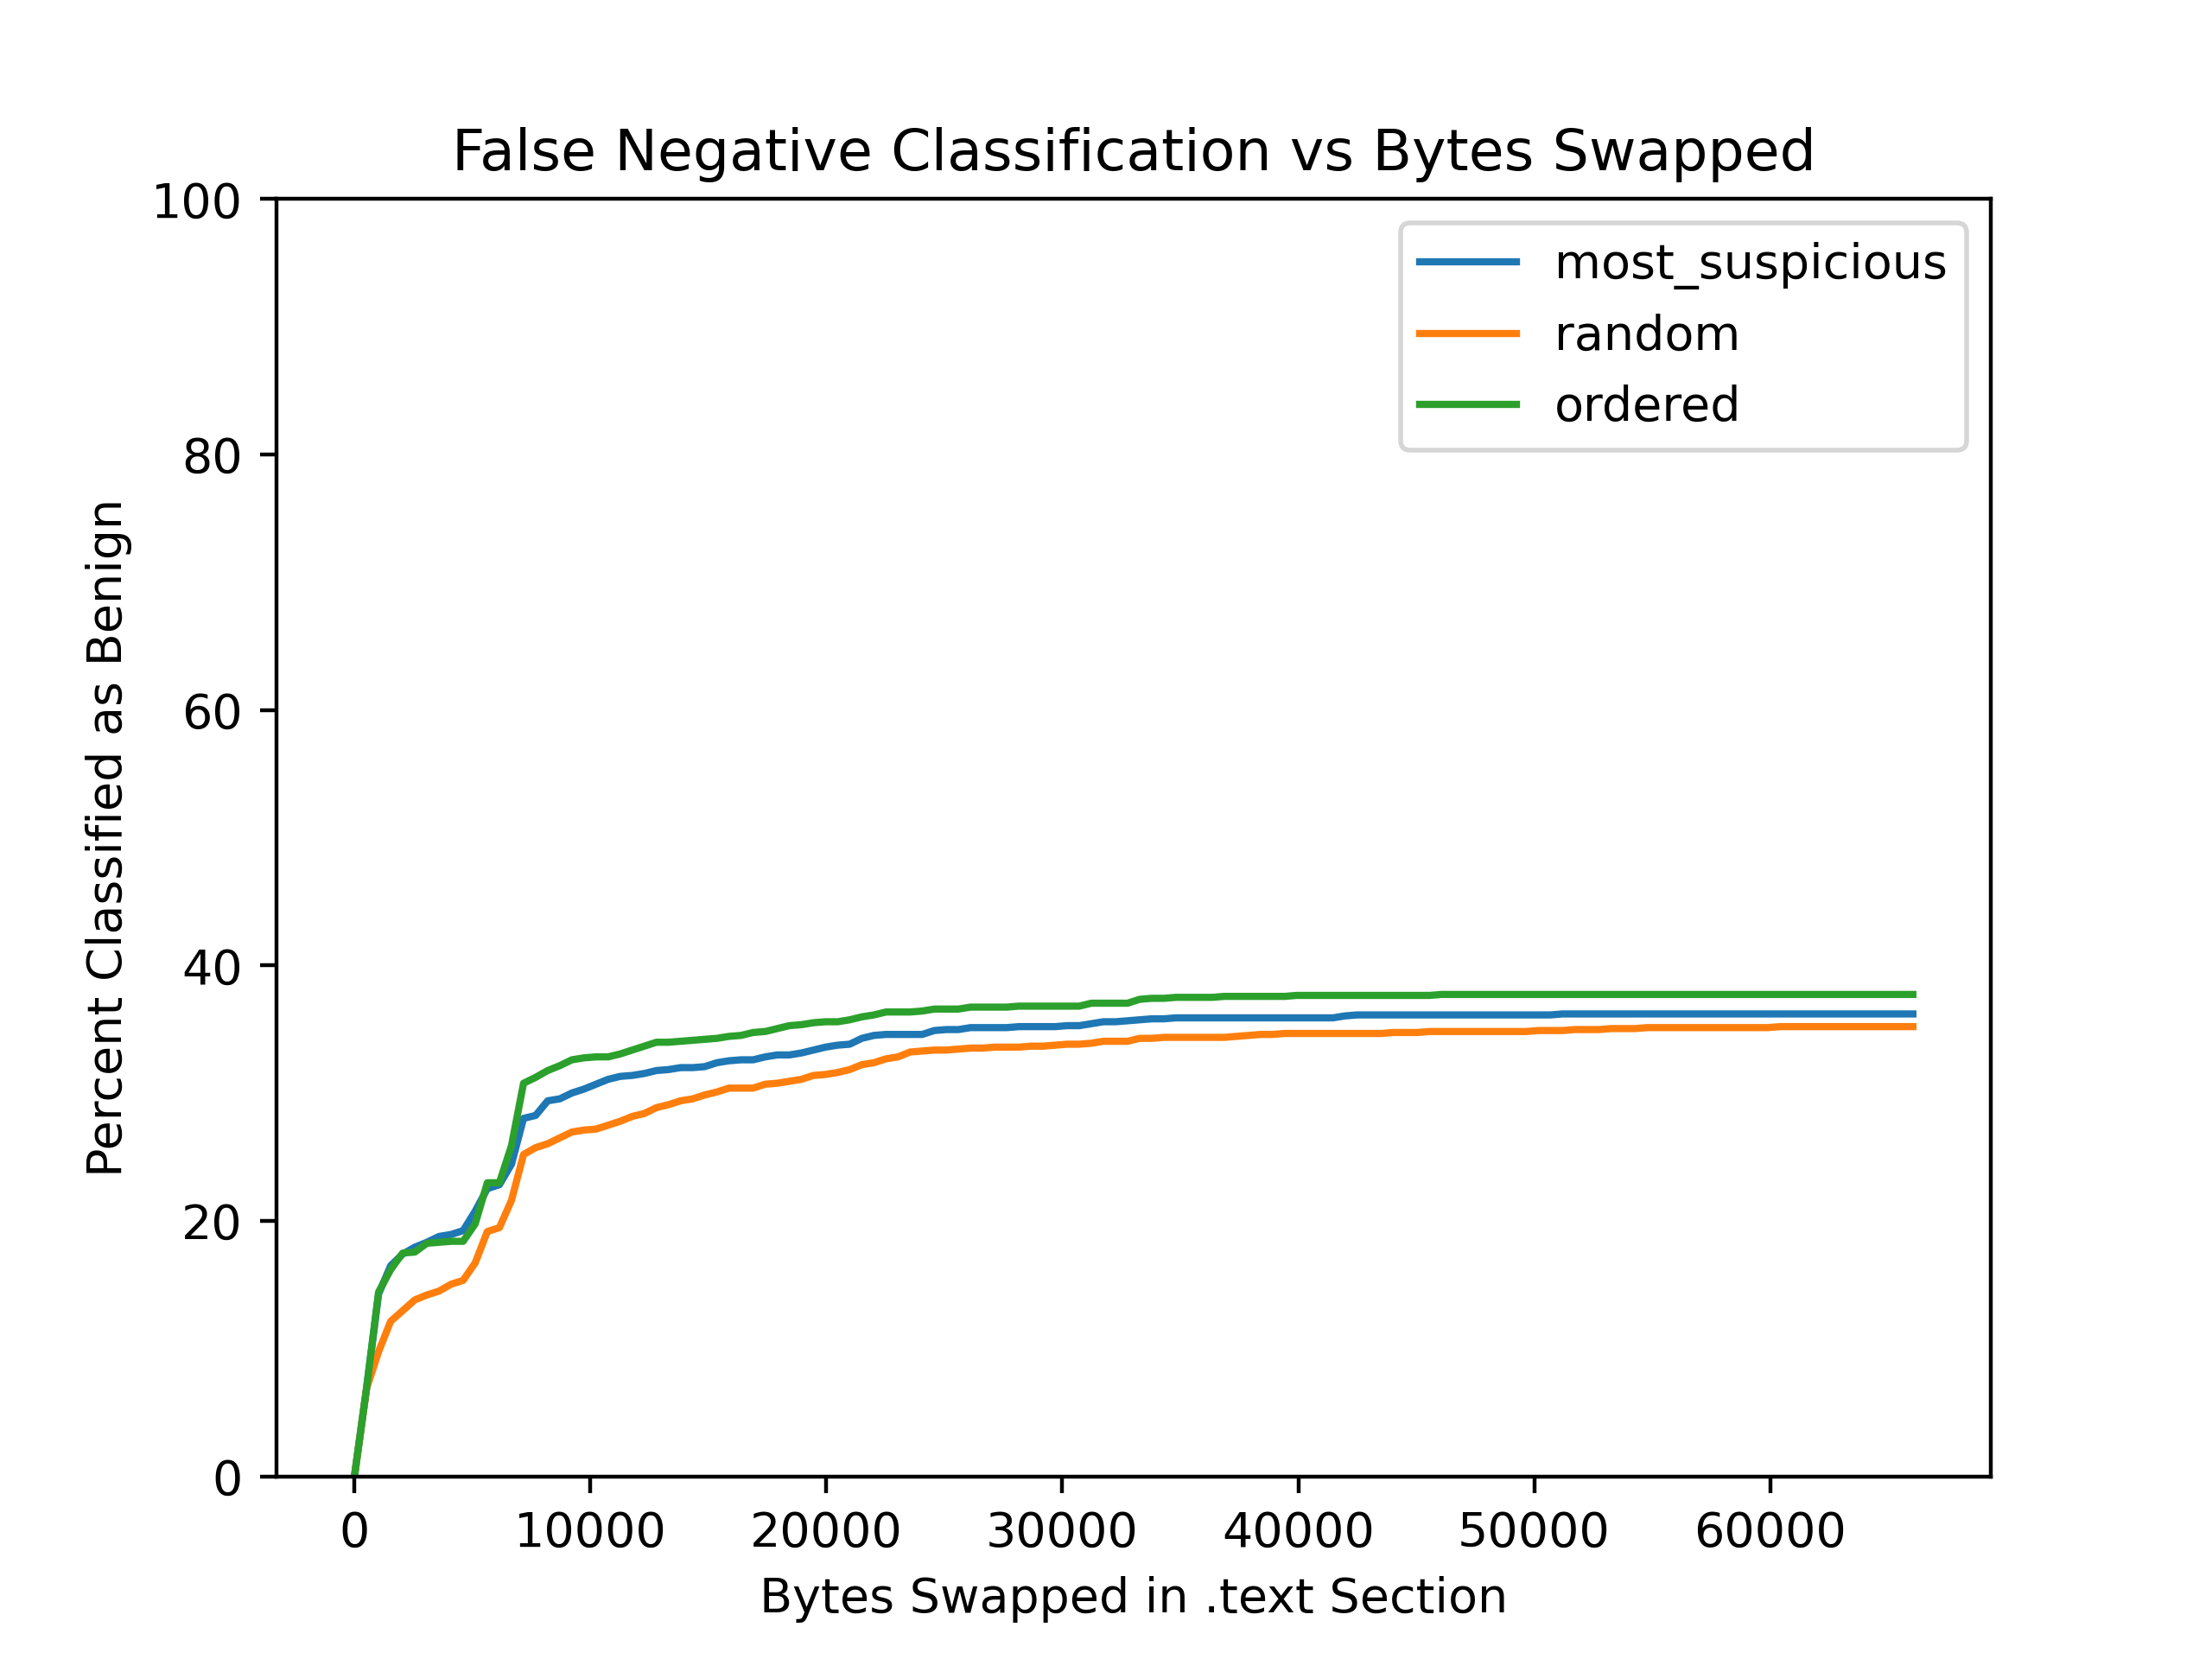 False Negative Classification vs Bytes Swapped
100
80
60
40
20
0
Percent Classified as Benign
most_suspicious
random
ordered
0 10000 20000 30000 40000 50000 60000
Bytes Swapped in .text Section